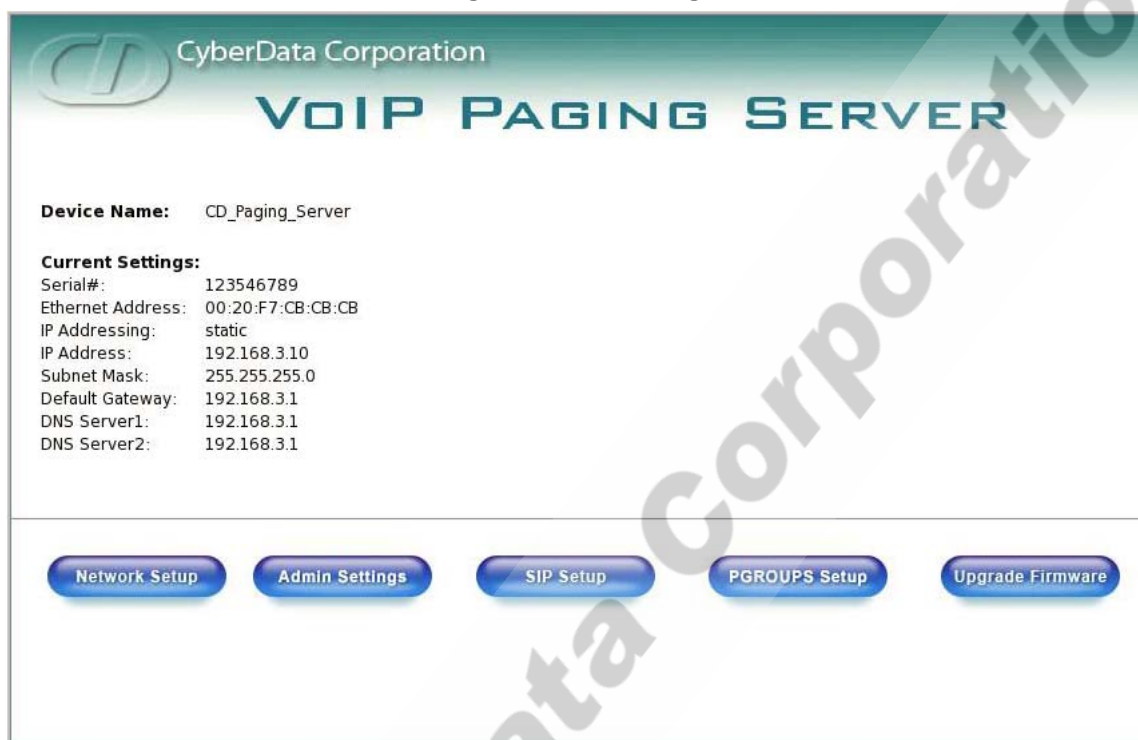 CyberData Corporation
VoIP Paging Server
Device Name: CD_Paging_Server
Current Settings:
Serial#: 123546789
Ethernet Address: 00:20:F7:CB:CB:CB
IP Addressing: static
IP Address: 192.168.3.10
Subnet Mask: 255.255.255.0
Default Gateway: 192.168.3.1
DNS Server1: 192.168.3.1
DNS Server2: 192.168.3.1
Network Setup Admin Settings SIP Setup PGROUPS Setup Upgrade Firmware